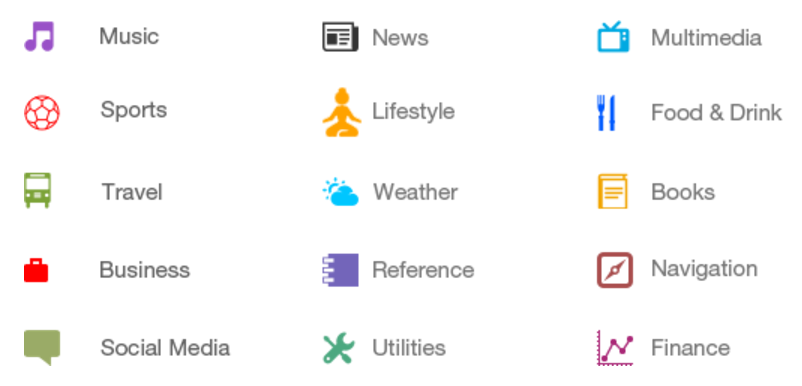 Music
News
Multimedia
Sports
Lifestyle
Food & Drink
Travel
Weather
Books
Business
Reference
Navigation
Social Media
Utilities
Finance